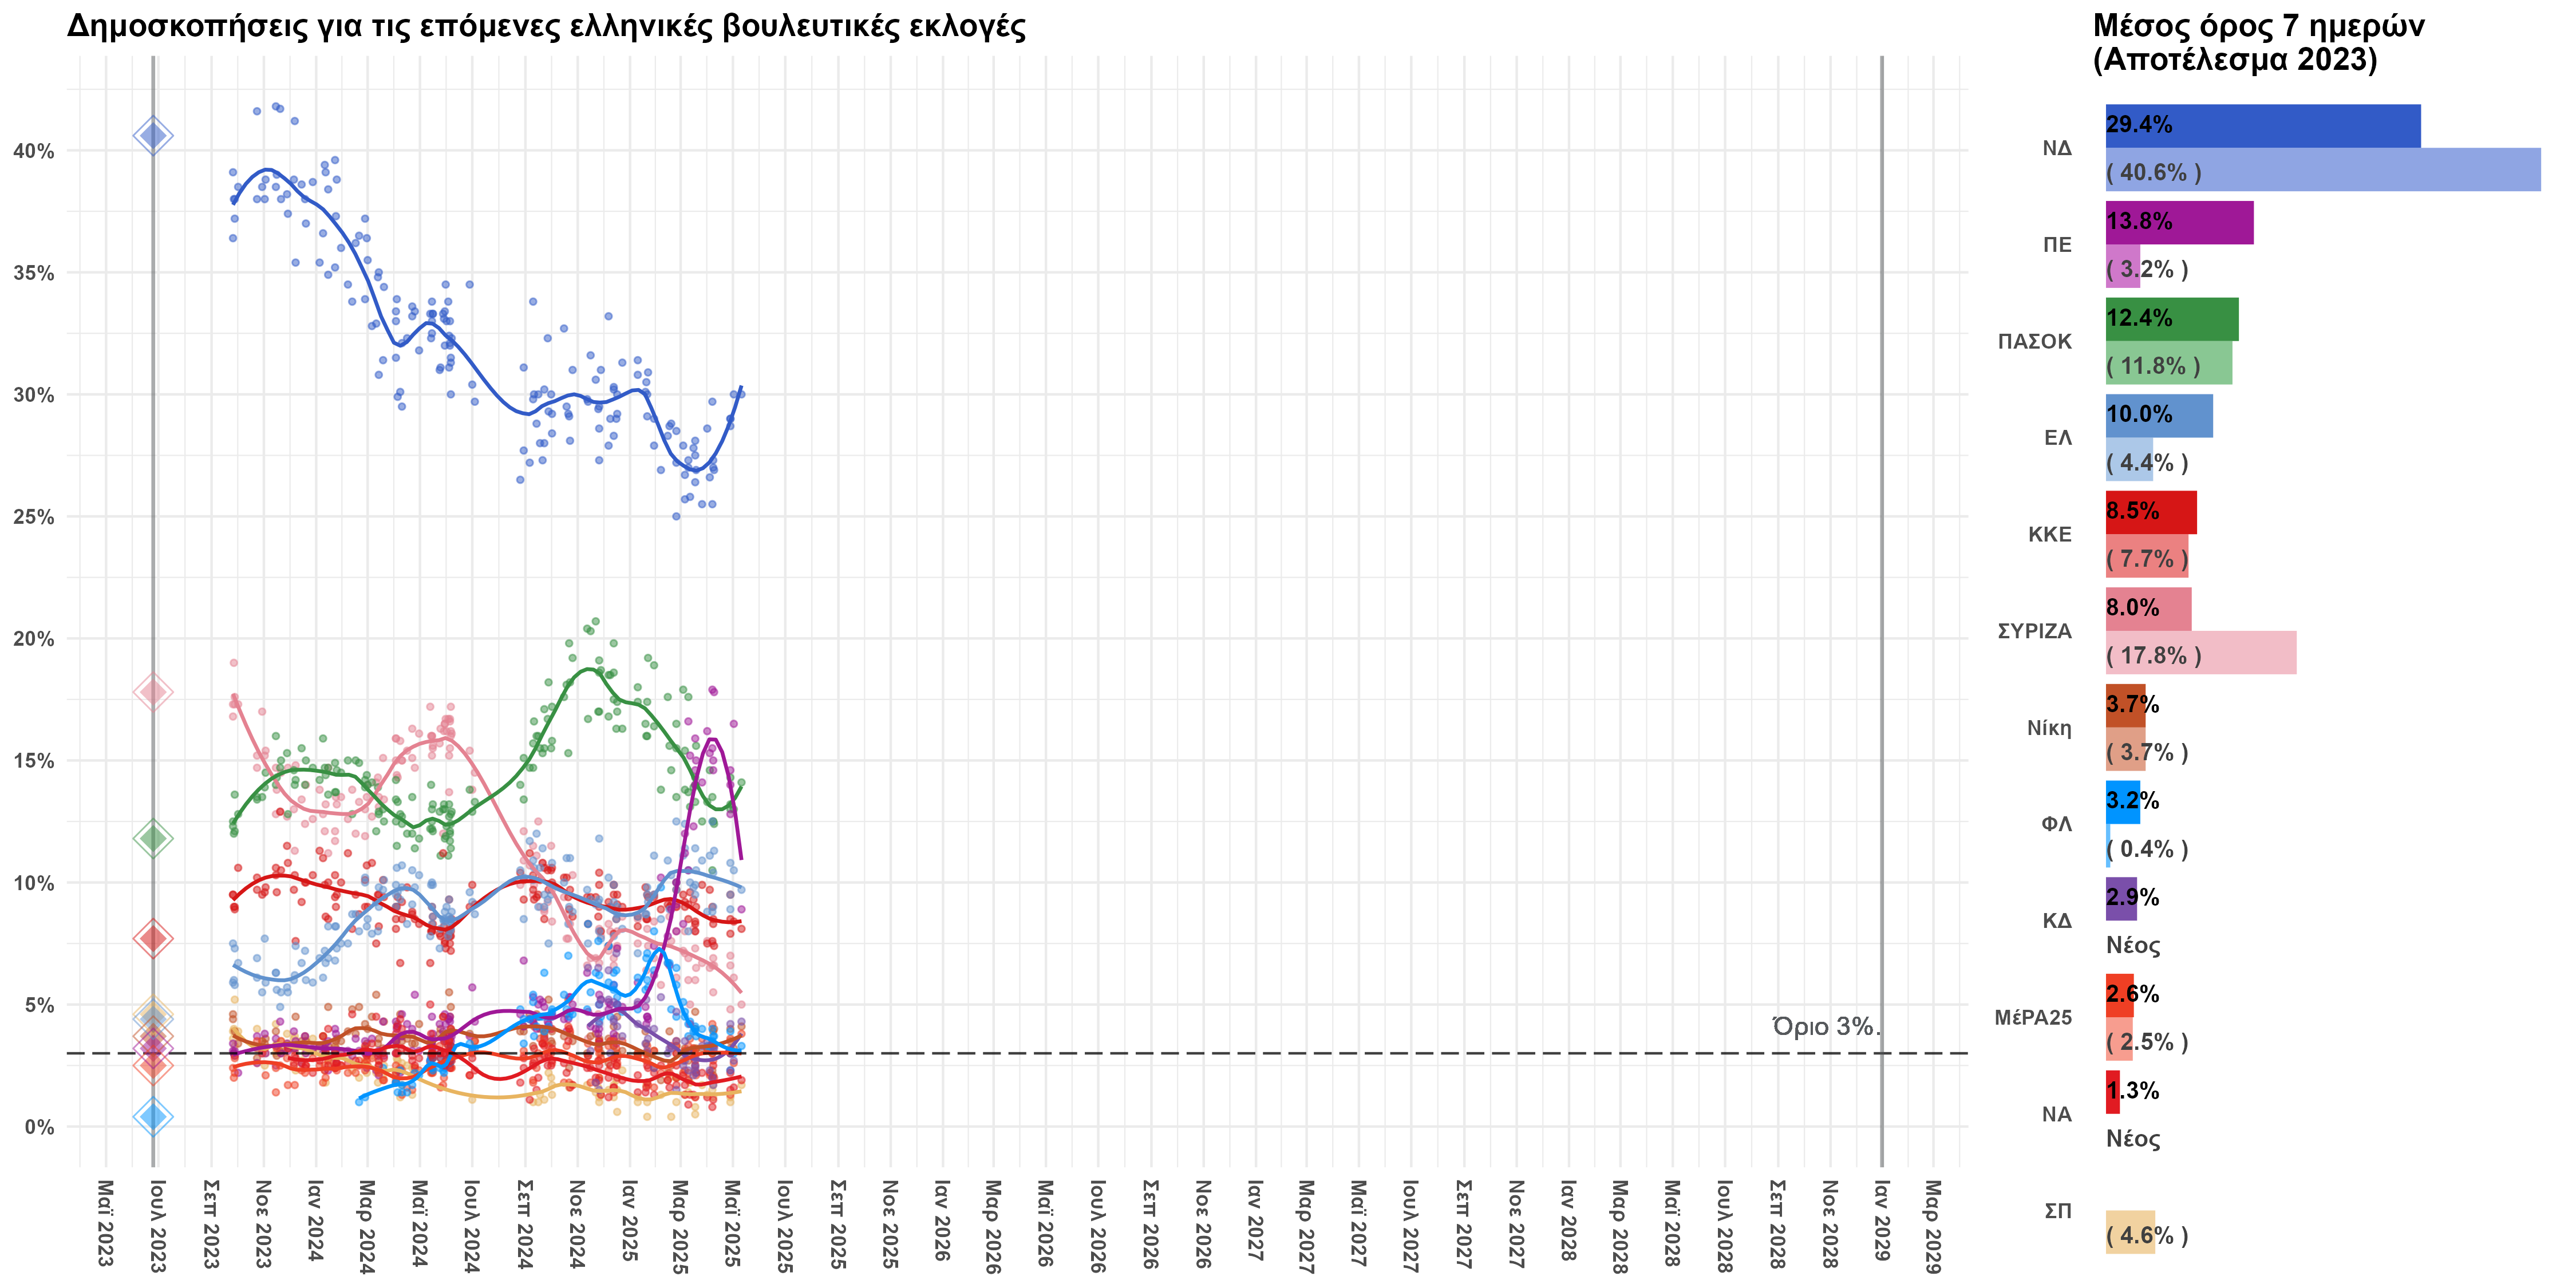 Δημοσκοπήσεις για τις επόμενες ελληνικές βουλευτικές εκλογές
40%
35%
30%
25%
20%
15%
10%
5%
0%
Όριο 3%.
Μαϊ 2023
Ιουλ 2023
Σεπ 2023
Νοε 2023
Ιαν 2024
Μαρ 2024
Μαϊ 2024
Ιουλ 2024
Σεπ 2024
Νοε 2024
Ιαν 2025
Μαρ 2025
Μαϊ 2025
Ιουλ 2025
Σεπ 2025
Νοε 2025
Ιαν 2026
Μαρ 2026
Μαϊ 2026
Ιουλ 2026
Σεπ 2026
Νοε 2026
Ιαν 2027
Μαρ 2027
Μαϊ 2027
Ιουλ 2027
Σεπ 2027
Νοε 2027
Ιαν 2028
Μαρ 2028
Μαϊ 2028
Ιουλ 2028
Σεπ 2028
Νοε 2028
Ιαν 2029
Μαρ 2029
Μέσος όρος 7 ημερών
(Αποτέλεσμα 2023)
ΝΔ
29.4%
( 40.6% )
ΠΕ
13.8%
( 3.2% )
ΠΑΣΟΚ
12.4%
( 11.8% )
ΕΛ
10.0%
( 4.4% )
ΚΚΕ
8.5%
( 7.7% )
ΣΥΡΙΖΑ
8.0%
( 17.8% )
Νίκη
3.7%
( 3.7% )
ΦΛ
3.2%
( 0.4% )
ΚΔ
2.9%
Νέος
ΜέΡΑ25
2.6%
( 2.5% )
ΝΑ
1.3%
Νέος
ΣΠ
( 4.6% )